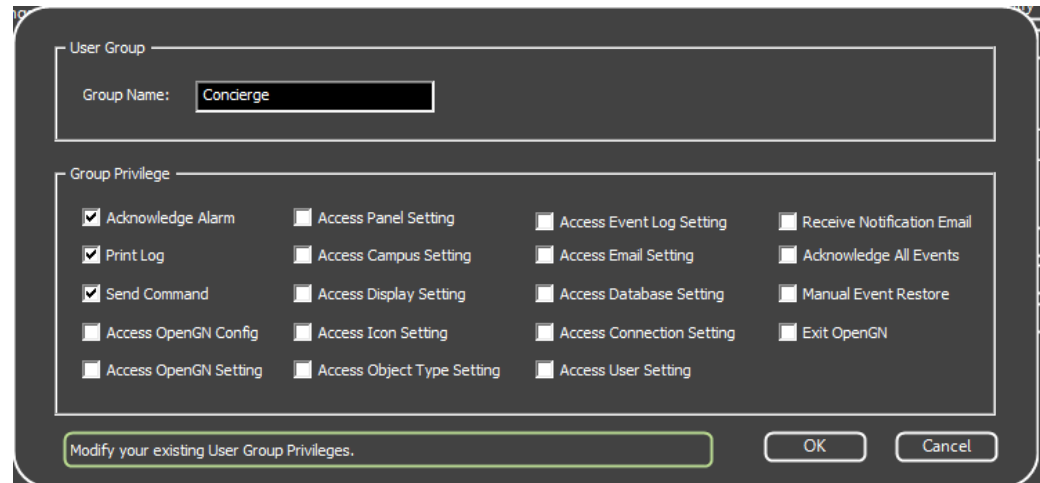 User Group
Group Name: Concierge
Group Privilege
Acknowledge Alarm Access Panel Setting Access Event Log Setting Receive Notification Email
Print Log Access Campus Setting Access Email Setting Acknowledge All Events
Send Command Access Display Setting Access Database Setting Manual Event Restore
Access OpenGN Config Access Icon Setting Access Connection Setting Exit OpenGN
Access OpenGN Setting Access Object Type Setting Access User Setting
Modify your existing User Group Privileges. OK Cancel